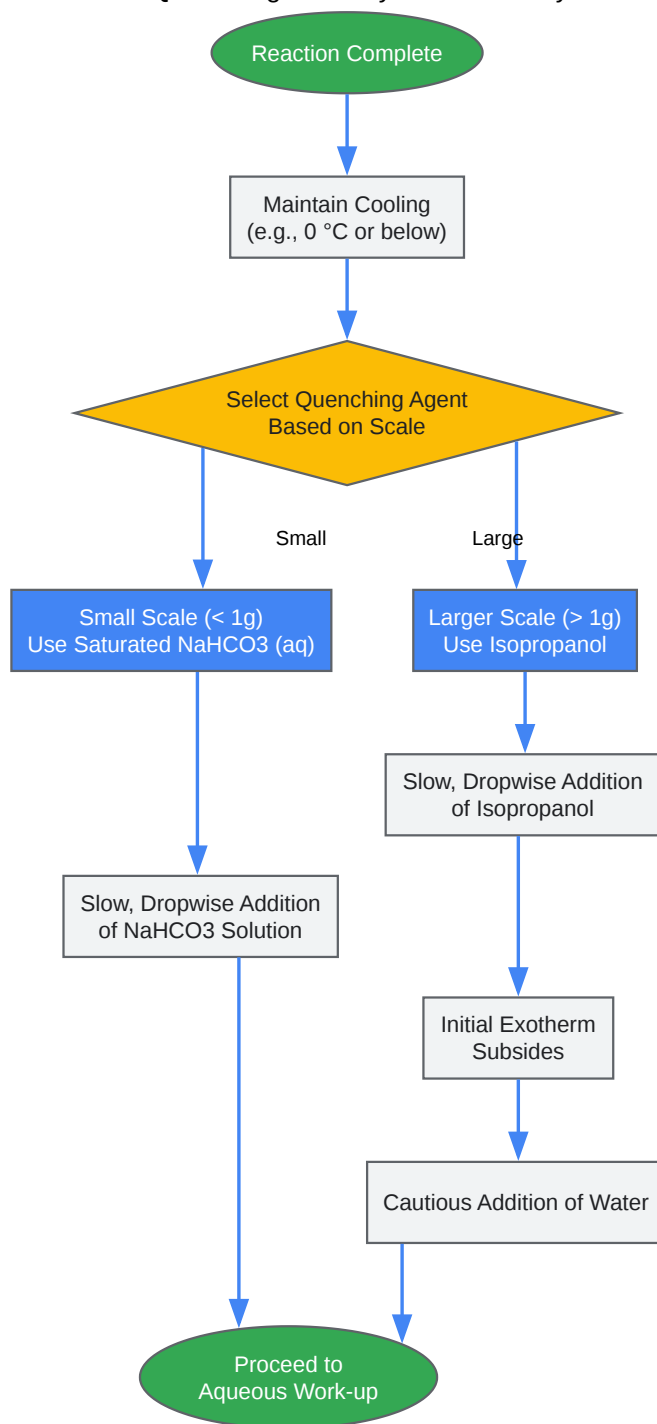 Reaction Complete
Maintain Cooling
(e.g., 0 °C or below)
Select Quenching Agent
Based on Scale
Small
Large
Small Scale (< 1g)
Use Saturated NaHCO3 (aq)
Larger Scale (> 1g)
Use Isopropanol
Slow, Dropwise Addition
of Isopropanol
Slow, Dropwise Addition
of NaHCO3 Solution
Initial Exotherm
Subsides
Cautious Addition of Water
Proceed to
Aqueous Work-up